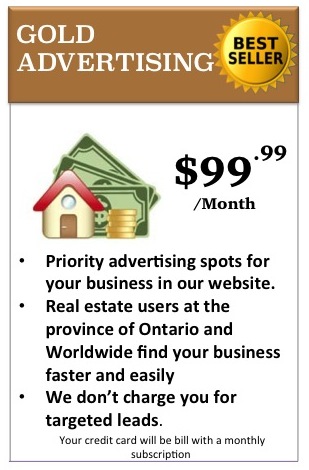 GOLD
ADVERTISING
BEST
SELLER
$99.99
/Month
• Priority advertising spots for
your business in our website.
• Real estate users at the
province of Ontario and
Worldwide find your business
faster and easily
• We don't charge you for
targeted leads.
Your credit card will be bill with a monthly
subscription